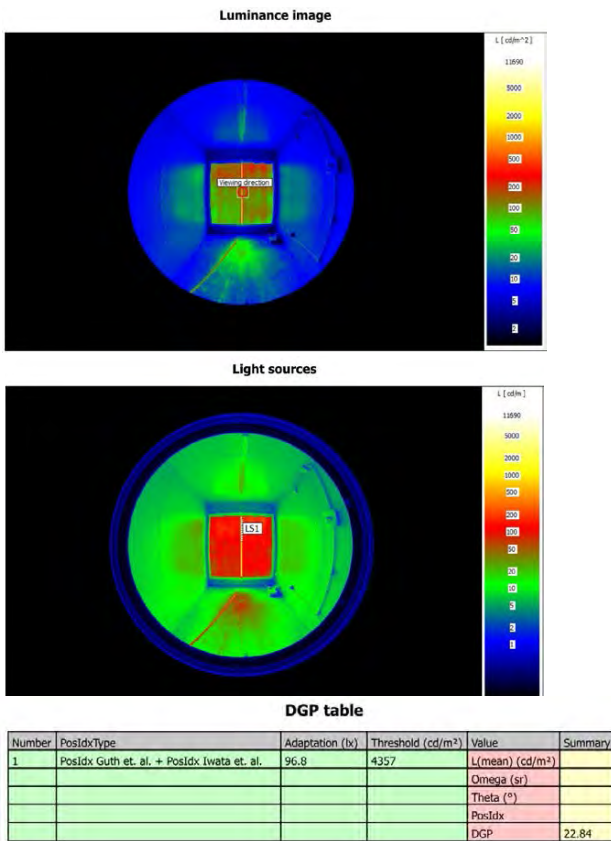 Luminance image
L [ cd/m^2 ]
11690
5000
2000
1000
500
200
100
50
20
10
5
2
Viewing direction
Light sources
L [ cd/m ]
11690
5000
2000
1000
500
200
100
50
20
10
5
2
1
LS1
DGP table
Number PosIdxType Adaptation (lx) Threshold (cd/m²) Value Summary
1 PosIdx Guth et. al. + PosIdx Iwata et. al. 96.8 4357 L(mean) (cd/m²)
Omega (sr)
Theta (°)
PosIdx
DGP 22.84